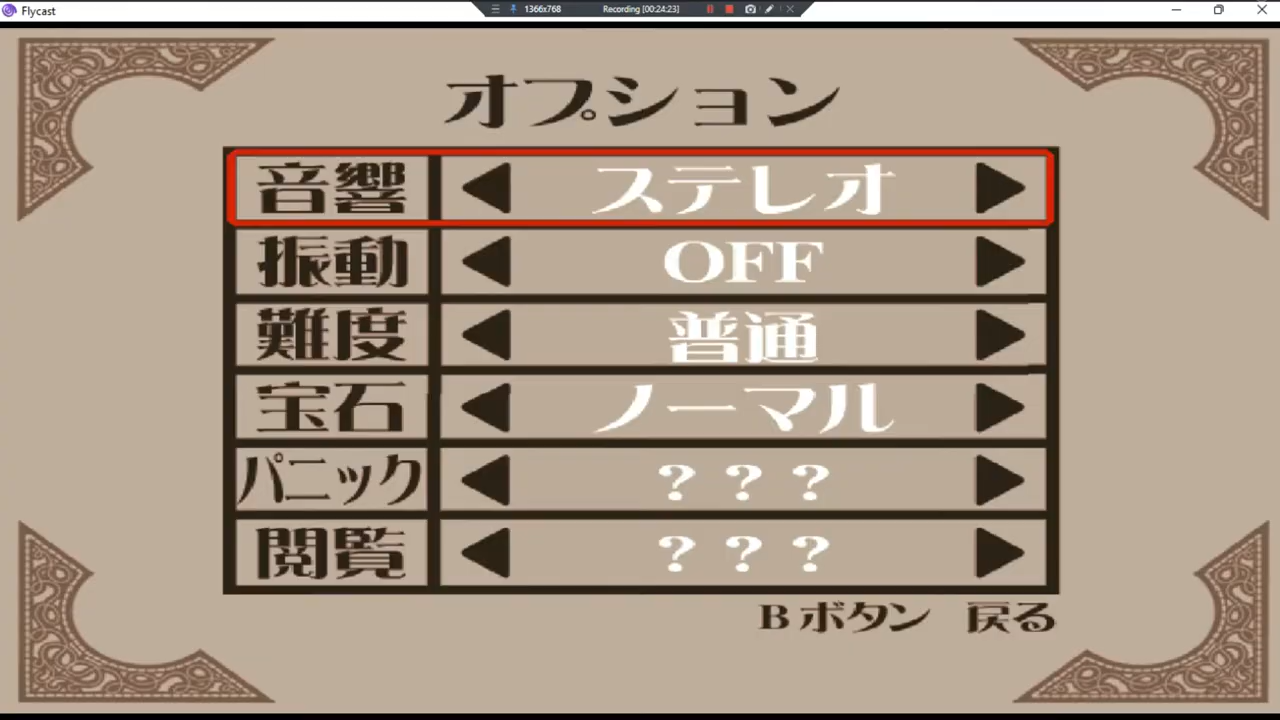 Flycast
1366x768
Recording [00:24:23]
オプション
音響 ステレオ
振動 OFF
難度 普通
宝石 ノーマル
パニック ？？？
閲覧 ？？？
Bボタン 戻る